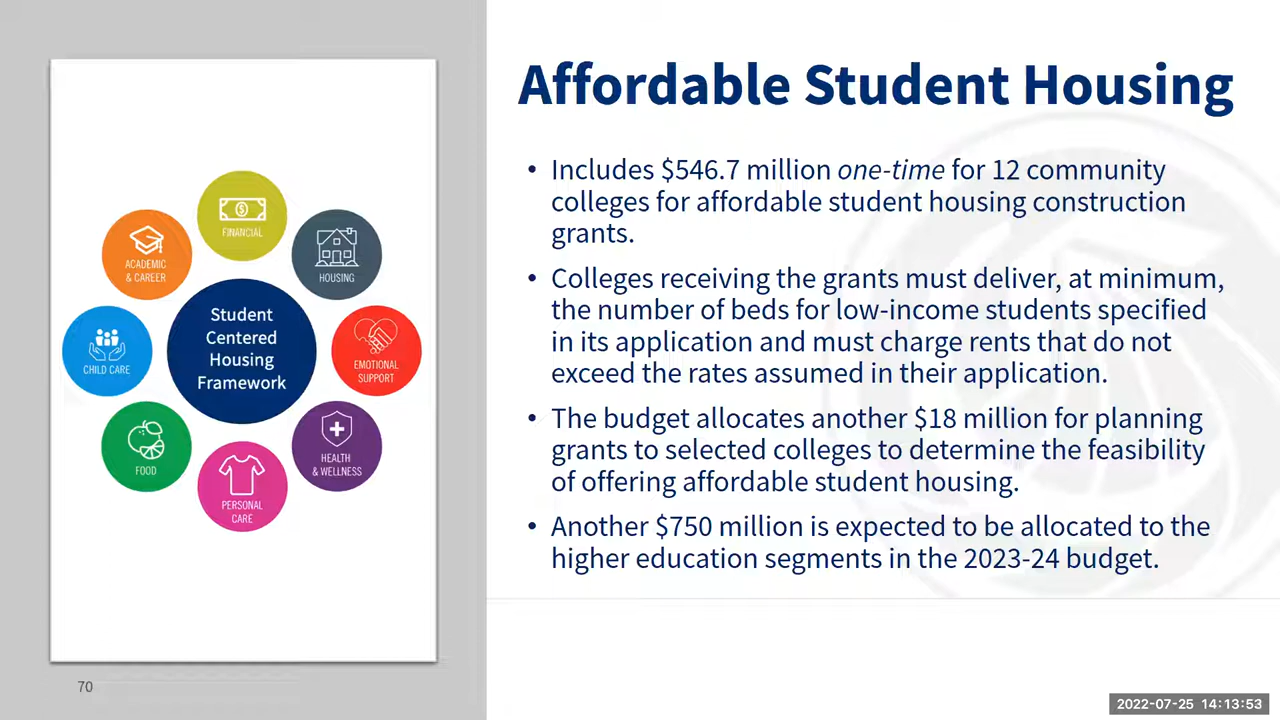 FINANCIAL
ACADEMIC
& CAREER
HOUSING
Student
Centered
Housing
Framework
CHILD CARE
EMOTIONAL
SUPPORT
FOOD
HEALTH
& WELLNESS
PERSONAL
CARE
70
Affordable Student Housing
• Includes $546.7 million one-time for 12 community
colleges for affordable student housing construction
grants.
• Colleges receiving the grants must deliver, at minimum,
the number of beds for low-income students specified
in its application and must charge rents that do not
exceed the rates assumed in their application.
• The budget allocates another $18 million for planning
grants to selected colleges to determine the feasibility
of offering affordable student housing.
• Another $750 million is expected to be allocated to the
higher education segments in the 2023-24 budget.
2022-07-25 14:13:53